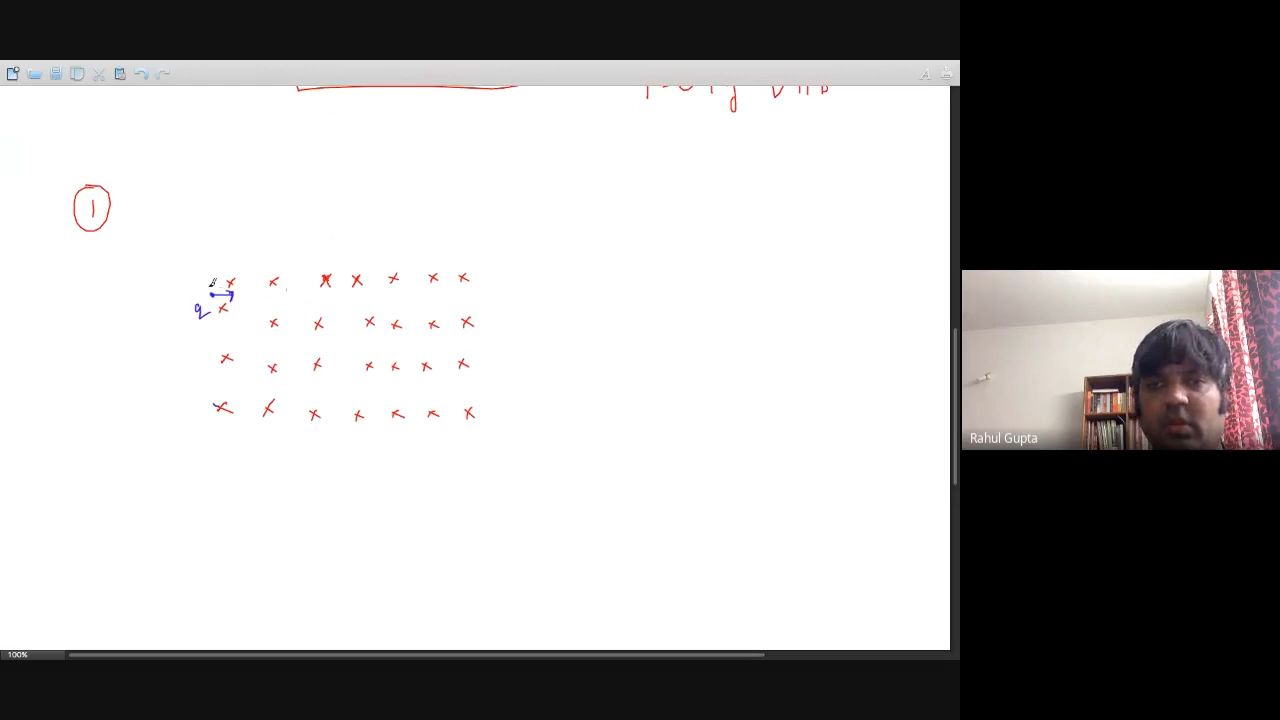 1
x x x x x x x
q x
x x x x x x
x x x x x x x
x x x x x x x
100%
Rahul Gupta